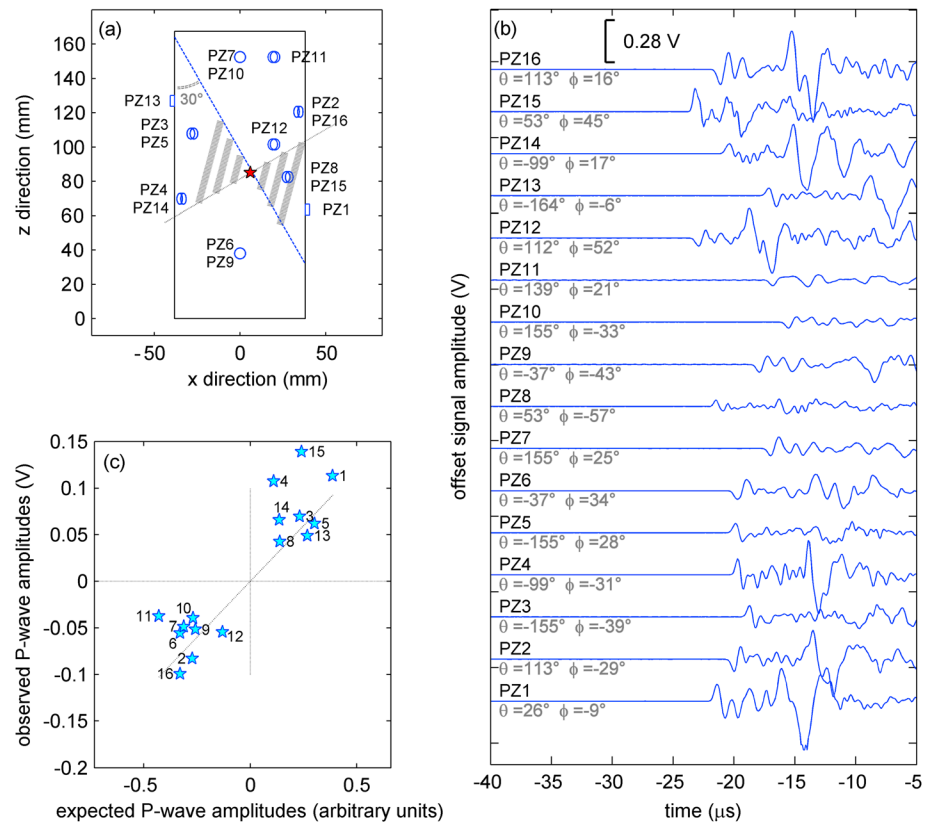 (a)
160
140
120
100
80
60
40
20
0
z direction (mm)
-50
0
50
x direction (mm)
PZ7
PZ10
PZ11
PZ13
30°
PZ2
PZ16
PZ3
PZ5
PZ12
PZ4
PZ14
PZ8
PZ15
PZ1
PZ6
PZ9
(b)
0.28 V
PZ16
θ =113° ϕ =16°
PZ15
θ =53° ϕ =45°
PZ14
θ =-99° ϕ =17°
PZ13
θ =-164° ϕ =-6°
PZ12
θ =112° ϕ =52°
PZ11
θ =139° ϕ =21°
PZ10
θ =155° ϕ =-33°
PZ9
θ =-37° ϕ =-43°
PZ8
θ =53° ϕ =-57°
PZ7
θ =155° ϕ =25°
PZ6
θ =-37° ϕ =34°
PZ5
θ =-155° ϕ =28°
PZ4
θ =-99° ϕ =-31°
PZ3
θ =-155° ϕ =-39°
PZ2
θ =113° ϕ =-29°
PZ1
θ =26° ϕ =-9°
offset signal amplitude (V)
-40
-35
-30
-25
-20
-15
-10
-5
time (μs)
(c)
0.15
0.1
0.05
0
-0.05
-0.1
-0.15
-0.2
observed P-wave amplitudes (V)
15
1
4
14
3
5
13
8
11
10
7
9
12
6
2
16
-0.5
0
0.5
expected P-wave amplitudes (arbitrary units)